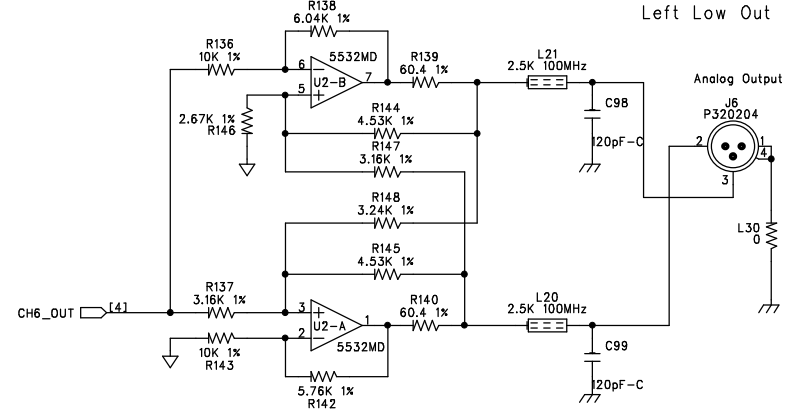 Left Low Out
R138
6.04K 1%
R136
10K 1%
6
5532MD
U2-B
7
5
R139
60.4 1%
L21
2.5K 100MHz
Analog Output
J6
P320204
C98
120pF-C
2.67K 1%
R146
R144
4.53K 1%
R147
3.16K 1%
2
1
4
3
R148
3.24K 1%
L30
0
R145
4.53K 1%
CH6_OUT
[4]
R137
3.16K 1%
3
U2-A
1
2
5532MD
R140
60.4 1%
L20
2.5K 100MHz
10K 1%
R143
C99
120pF-C
5.76K 1%
R142